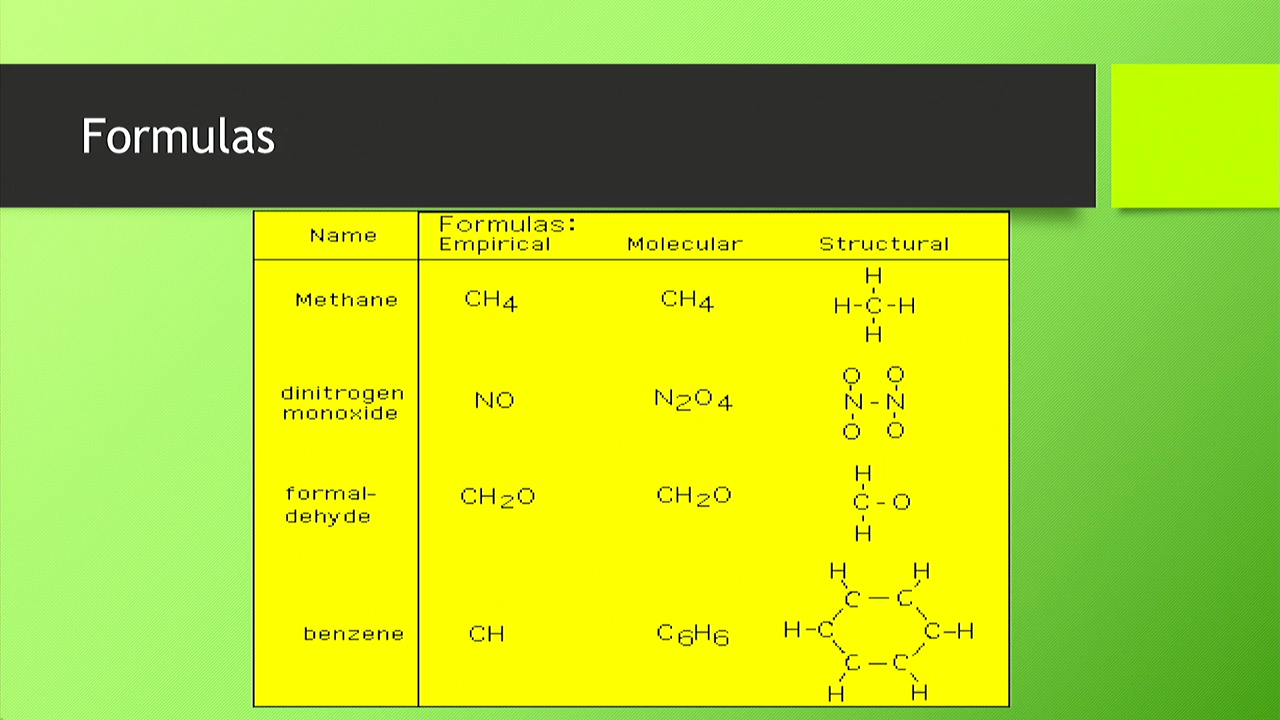 Formulas
Name
Formulas:
Empirical Molecular Structural
Methane CH4 CH4
H
H-C-H
H
dinitrogen
monoxide
NO N2O4
O O
N-N
O O
formal-
dehyde
CH2O CH2O
H
C-O
H
benzene CH C6H6
H H
C—C
H-C C-H
C—C
H H